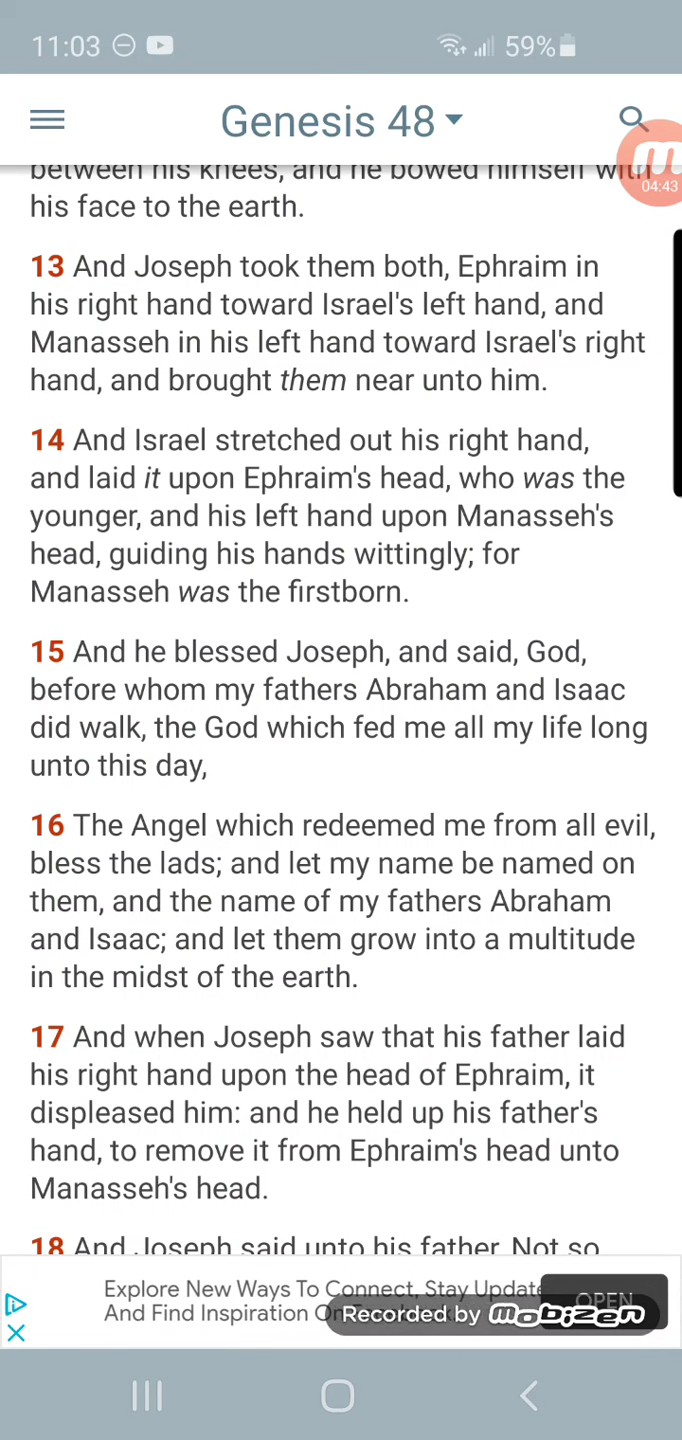 11:03 59%
Genesis 48
04:43
between his knees, and he bowed himself with
his face to the earth.
13 And Joseph took them both, Ephraim in
his right hand toward Israel's left hand, and
Manasseh in his left hand toward Israel's right
hand, and brought them near unto him.
14 And Israel stretched out his right hand,
and laid it upon Ephraim's head, who was the
younger, and his left hand upon Manasseh's
head, guiding his hands wittingly; for
Manasseh was the firstborn.
15 And he blessed Joseph, and said, God,
before whom my fathers Abraham and Isaac
did walk, the God which fed me all my life long
unto this day,
16 The Angel which redeemed me from all evil,
bless the lads; and let my name be named on
them, and the name of my fathers Abraham
and Isaac; and let them grow into a multitude
in the midst of the earth.
17 And when Joseph saw that his father laid
his right hand upon the head of Ephraim, it
displeased him: and he held up his father's
hand, to remove it from Ephraim's head unto
Manasseh's head.
18 And Joseph said unto his father, Not so
Explore New Ways To Connect, Stay Update
And Find Inspiration
OPEN
Recorded by mobizen